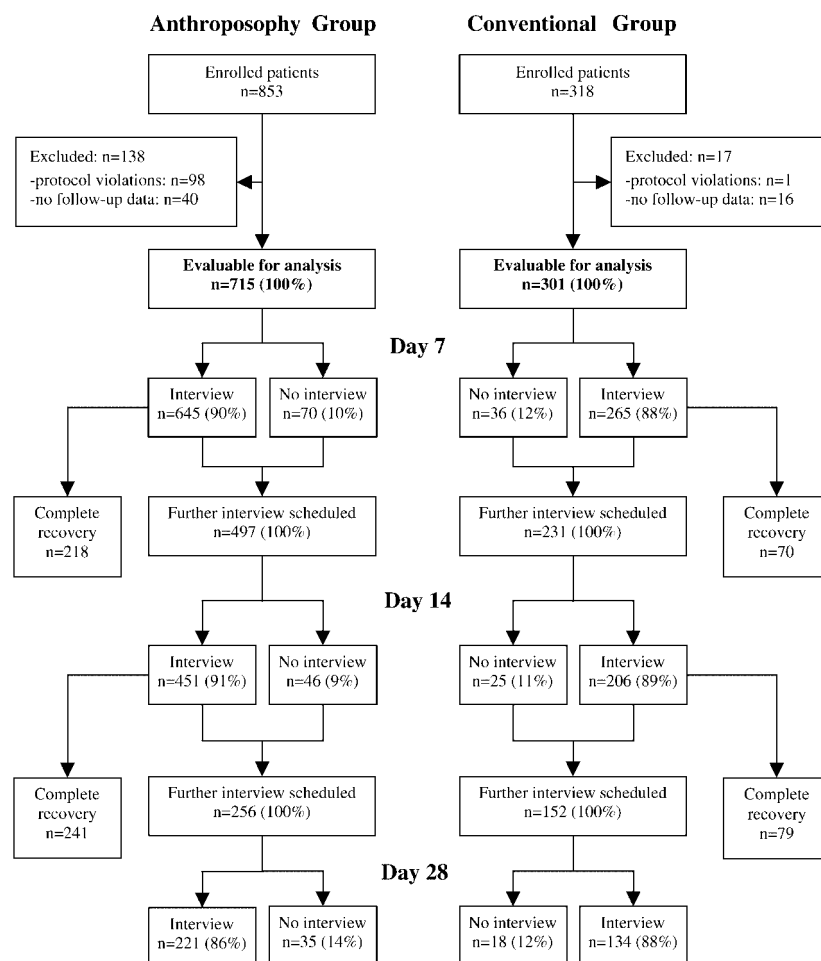 Anthroposophy Group
Conventional Group
Enrolled patients
n=853
Enrolled patients
n=318
Excluded: n=138
-protocol violations: n=98
-no follow-up data: n=40
Excluded: n=17
-protocol violations: n=1
-no follow-up data: n=16
Evaluable for analysis
n=715 (100%)
Evaluable for analysis
n=301 (100%)
Day 7
Interview
n=645 (90%)
No interview
n=70 (10%)
No interview
n=36 (12%)
Interview
n=265 (88%)
Complete
recovery
n=218
Further interview scheduled
n=497 (100%)
Further interview scheduled
n=231 (100%)
Complete
recovery
n=70
Day 14
Interview
n=451 (91%)
No interview
n=46 (9%)
No interview
n=25 (11%)
Interview
n=206 (89%)
Complete
recovery
n=241
Further interview scheduled
n=256 (100%)
Further interview scheduled
n=152 (100%)
Complete
recovery
n=79
Day 28
Interview
n=221 (86%)
No interview
n=35 (14%)
No interview
n=18 (12%)
Interview
n=134 (88%)